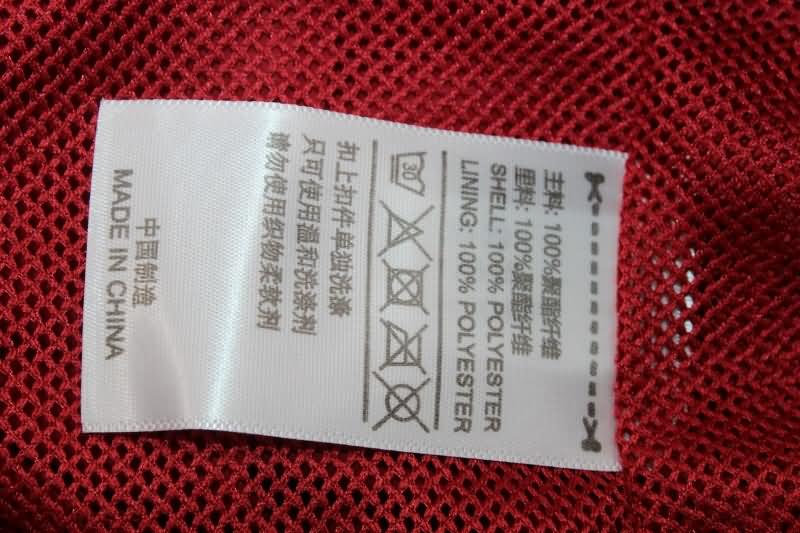 主料: 100%聚酯纤维
里料: 100%聚酯纤维
SHELL: 100% POLYESTER
LINING: 100% POLYESTER
30
扣上扣件单独洗涤
只可使用温和洗涤剂
请勿使用织物柔软剂
中国制造
MADE IN CHINA